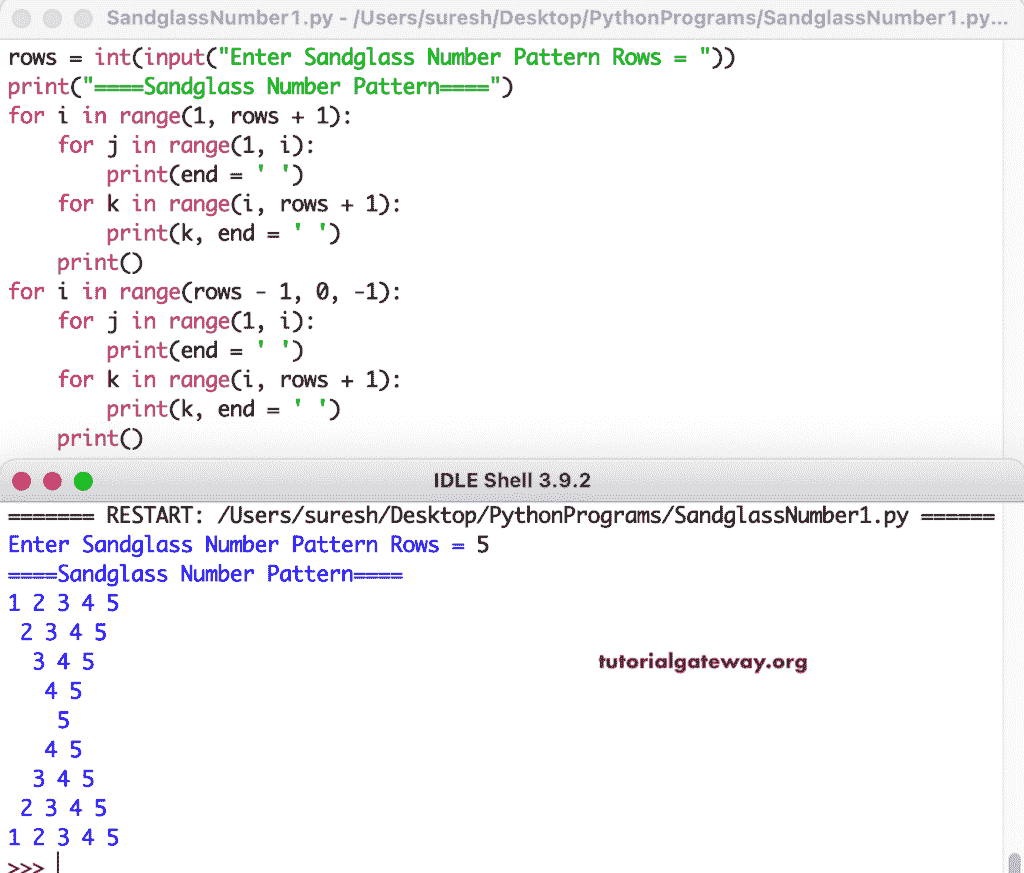 SandglassNumber1.py - /Users/suresh/Desktop/PythonPrograms/SandglassNumber1.py...
rows = int(input("Enter Sandglass Number Pattern Rows = "))
print("====Sandglass Number Pattern====")
for i in range(1, rows + 1):
    for j in range(1, i):
        print(end = ' ')
    for k in range(i, rows + 1):
        print(k, end = ' ')
    print()
for i in range(rows - 1, 0, -1):
    for j in range(1, i):
        print(end = ' ')
    for k in range(i, rows + 1):
        print(k, end = ' ')
    print()
IDLE Shell 3.9.2
======= RESTART: /Users/suresh/Desktop/PythonPrograms/SandglassNumber1.py ======
Enter Sandglass Number Pattern Rows = 5
====Sandglass Number Pattern====
1 2 3 4 5
 2 3 4 5
  3 4 5
tutorialgateway.org
   4 5
    5
   4 5
  3 4 5
 2 3 4 5
1 2 3 4 5
>>>